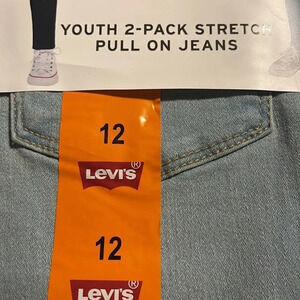 YOUTH 2-PACK STRETCH
PULL ON JEANS
12
LEVI'S®
12
LEVI'S